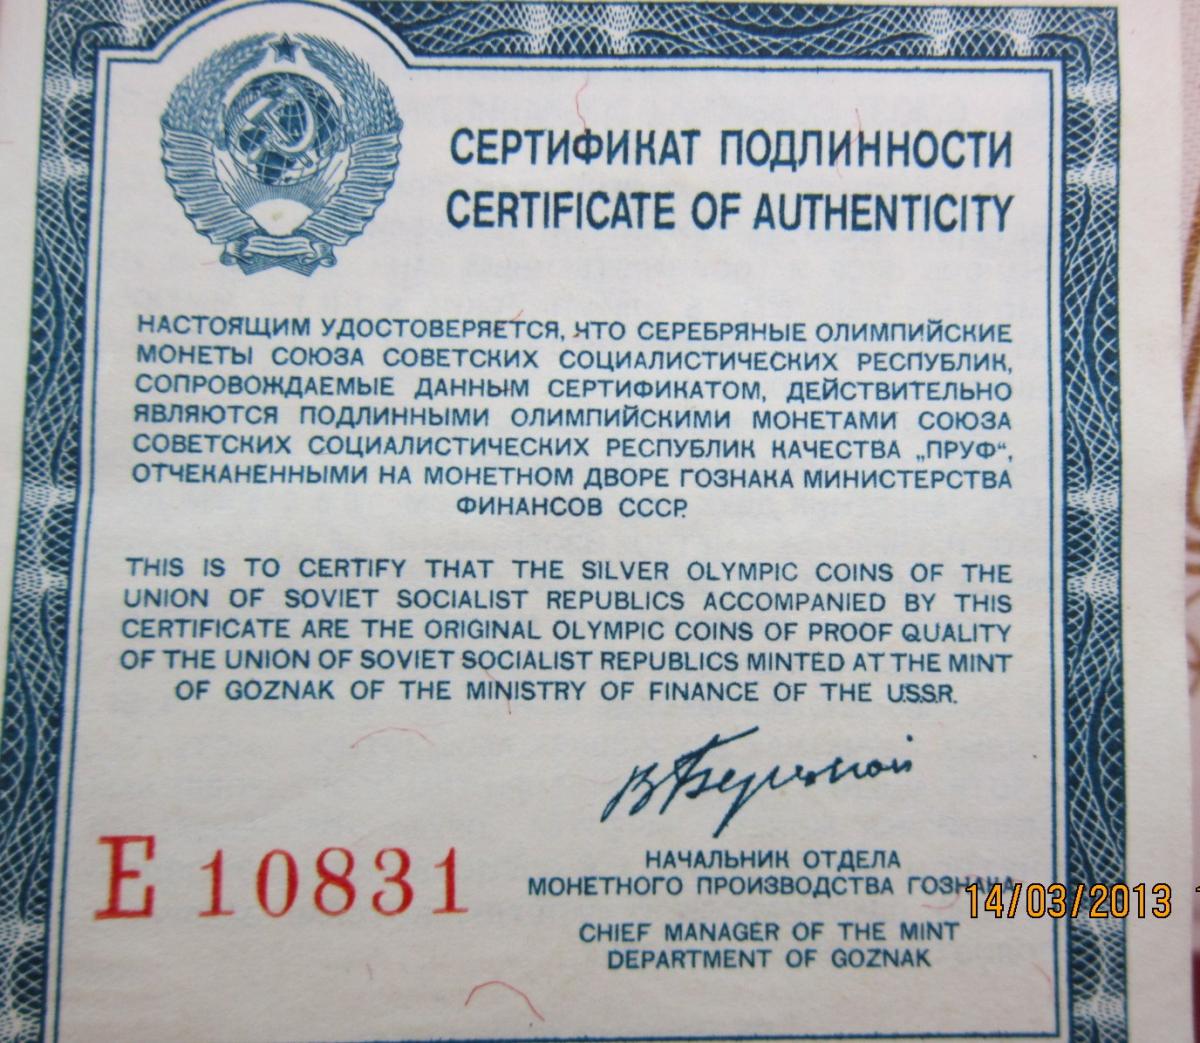 СЕРТИФИКАТ ПОДЛИННОСТИ
CERTIFICATE OF AUTHENTICITY
НАСТОЯЩИМ УДОСТОВЕРЯЕТСЯ, ЧТО СЕРЕБРЯНЫЕ ОЛИМПИЙСКИЕ
МОНЕТЫ СОЮЗА СОВЕТСКИХ СОЦИАЛИСТИЧЕСКИХ РЕСПУБЛИК,
СОПРОВОЖДАЕМЫЕ ДАННЫМ СЕРТИФИКАТОМ, ДЕЙСТВИТЕЛЬНО
ЯВЛЯЮТСЯ ПОДЛИННЫМИ ОЛИМПИЙСКИМИ МОНЕТАМИ СОЮЗА
СОВЕТСКИХ СОЦИАЛИСТИЧЕСКИХ РЕСПУБЛИК КАЧЕСТВА „ПРУФ“,
ОТЧЕКАНЕННЫМИ НА МОНЕТНОМ ДВОРЕ ГОЗНАКА МИНИСТЕРСТВА
ФИНАНСОВ СССР.
THIS IS TO CERTIFY THAT THE SILVER OLYMPIC COINS OF THE
UNION OF SOVIET SOCIALIST REPUBLICS ACCOMPANIED BY THIS
CERTIFICATE ARE THE ORIGINAL OLYMPIC COINS OF PROOF QUALITY
OF THE UNION OF SOVIET SOCIALIST REPUBLICS MINTED AT THE MINT
OF GOZNAK OF THE MINISTRY OF FINANCE OF THE U.S.S.R.
E 10831
НАЧАЛЬНИК ОТДЕЛА
МОНЕТНОГО ПРОИЗВОДСТВА ГОЗНАКА
14/03/2013
CHIEF MANAGER OF THE MINT
DEPARTMENT OF GOZNAK